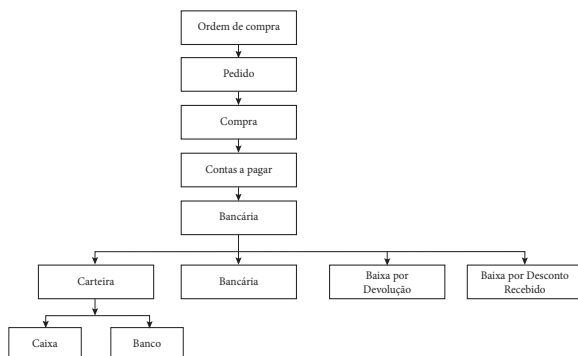 Ordem de compra
Pedido
Compra
Contas a pagar
Bancária
Carteira
Bancária
Baixa por
Devolução
Baixa por Desconto
Recebido
Caixa
Banco